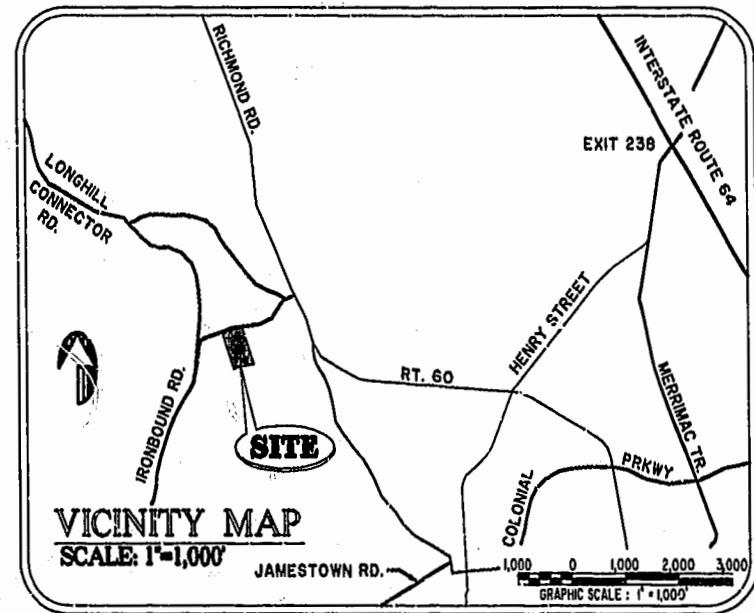 RICHMOND RD.
INTERSTATE ROUTE 64
EXIT 238
LONGHILL
CONNECTOR
RD.
HENRY STREET
RT. 60
MERRIMAC TR.
IRONBOUND RD.
SITE
COLONIAL
PRKWY
VICINITY MAP
SCALE: 1"=1,000'
JAMESTOWN RD.
1,000 0 1,000 2,000 3,000
GRAPHIC SCALE : 1" = 1,000'